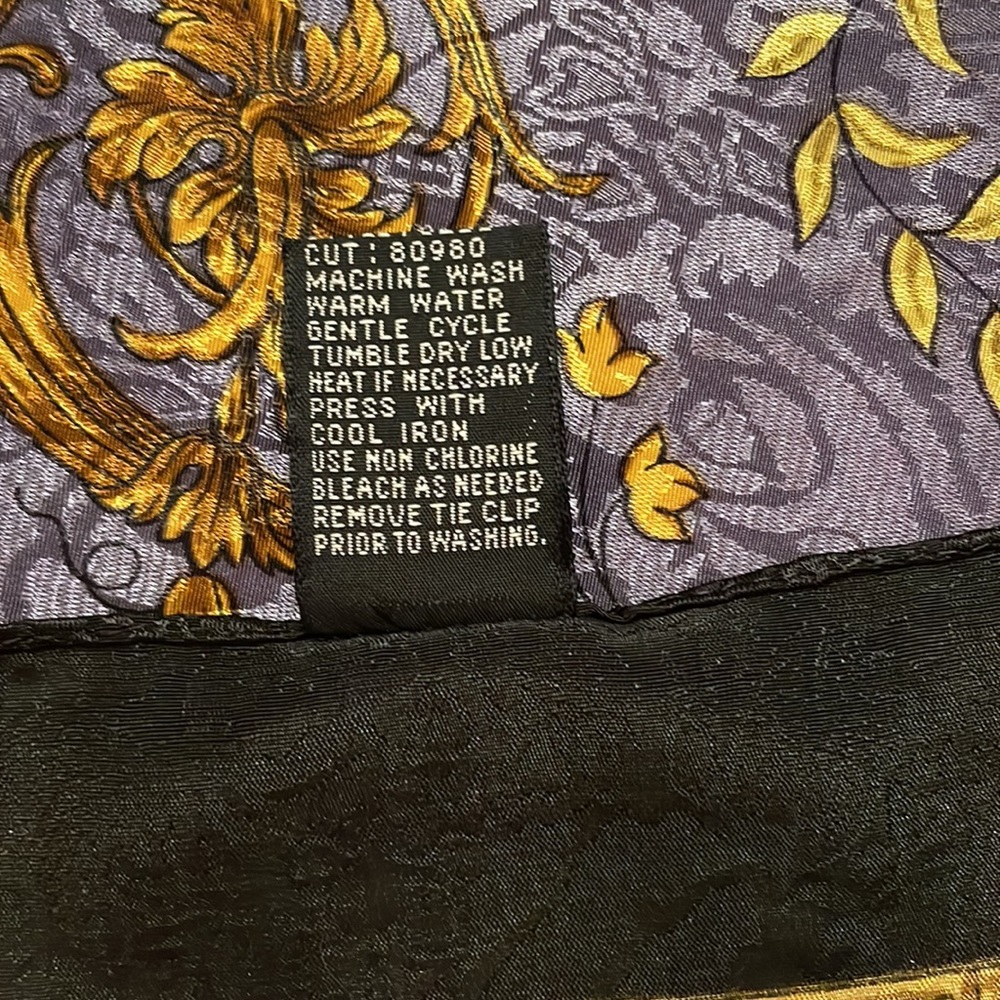 CUT: 80980
MACHINE WASH
WARM WATER
GENTLE CYCLE
TUMBLE DRY LOW
HEAT IF NECESSARY
PRESS WITH
COOL IRON
USE NON CHLORINE
BLEACH AS NEEDED
REMOVE TIE CLIP
PRIOR TO WASHING.